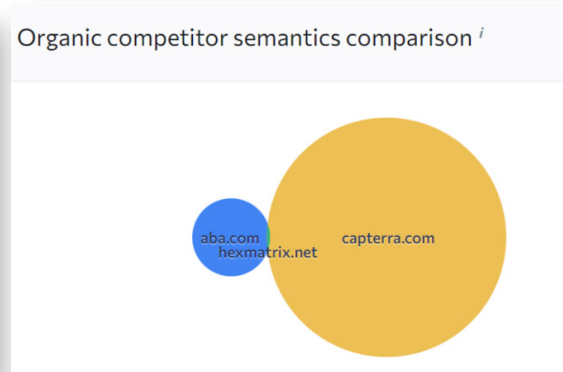 Organic competitor semantics comparison i
aba.com
capterra.com
hexmatrix.net